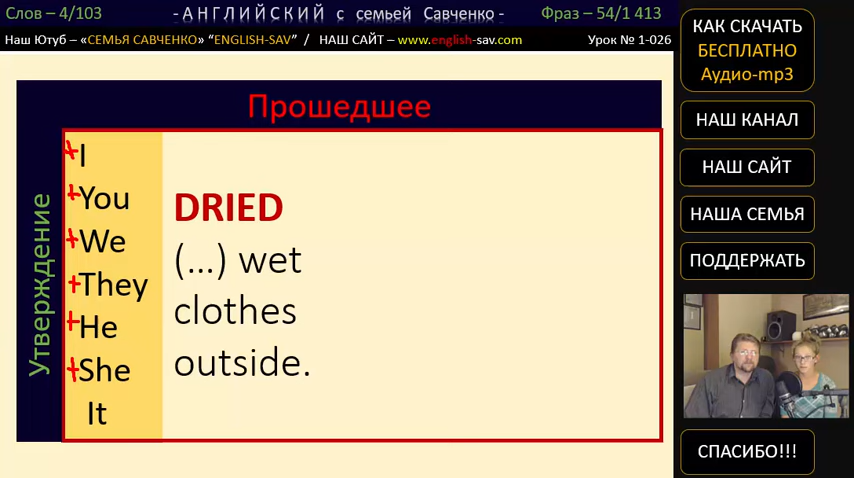 Слов – 4/103
- А Н Г Л И Й С К И Й с семьей Савченко -
Фраз – 54/1 413
Наш Ютуб – «СЕМЬЯ САВЧЕНКО» "ENGLISH-SAV" / НАШ САЙТ – www.english-sav.com
Урок № 1-026
Прошедшее
Утверждение
I
You
We
They
He
She
It
DRIED
(...) wet
clothes
outside.
КАК СКАЧАТЬ
БЕСПЛАТНО
Аудио-mp3
НАШ КАНАЛ
НАШ САЙТ
НАША СЕМЬЯ
ПОДДЕРЖАТЬ
СПАСИБО!!!